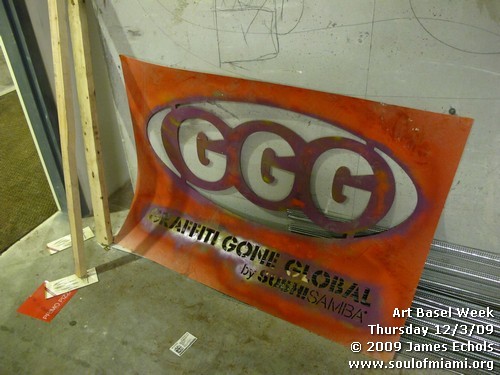 GGG
GRAFFITI GONE GLOBAL
by SUSHISAMBA
Art Basel Week
Thursday 12/3/09
© 2009 James Echols
www.soulofmiami.org